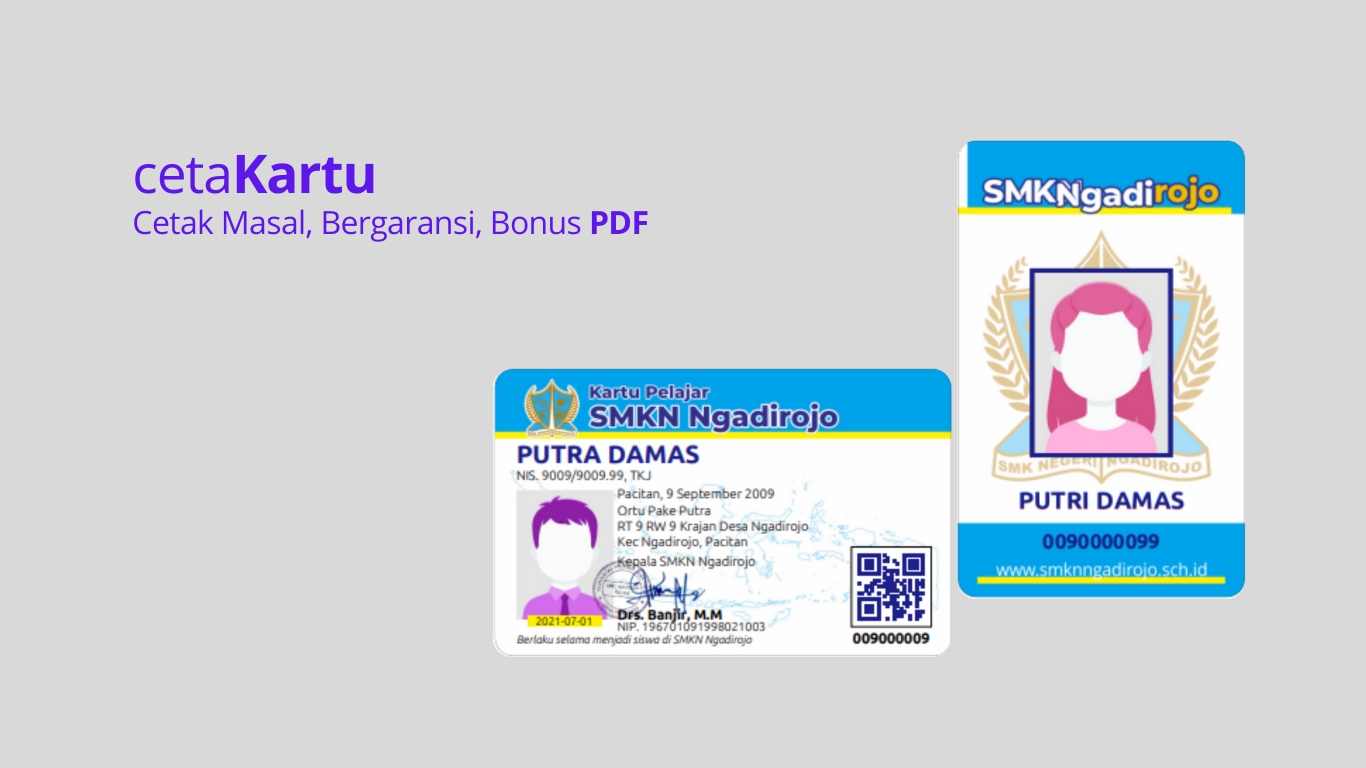 cetaKartu
Cetak Masal, Bergaransi, Bonus PDF
SMKNgadirojo
SMK NEGERI NGADIROJO
PUTRI DAMAS
0090000099
www.smknngadirojo.sch.id
Kartu Pelajar
SMKN Ngadirojo
PUTRA DAMAS
NIS. 9009/9009.99, TKJ
Pacitan, 9 September 2009
Ortu Pake Putra
RT 9 RW 9 Krajan Desa Ngadirojo
Kec Ngadirojo, Pacitan
Kepala SMKN Ngadirojo
Drs. Banjir, M.M
NIP. 196701091998021003
2021-07-01
Berlaku selama menjadi siswa di SMKN Ngadirojo
009000009